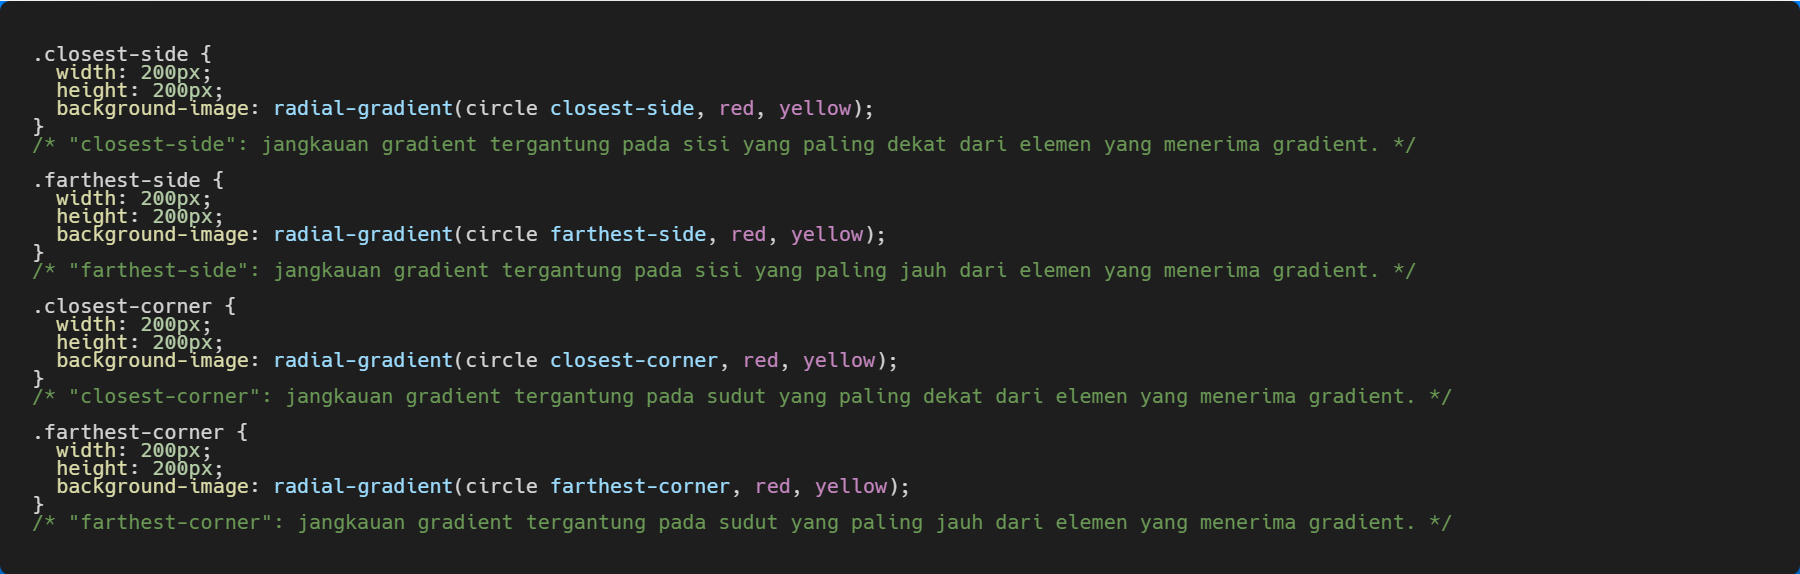 .closest-side {
  width: 200px;
  height: 200px;
  background-image: radial-gradient(circle closest-side, red, yellow);
}
/* "closest-side": jangkauan gradient tergantung pada sisi yang paling dekat dari elemen yang menerima gradient. */

.farthest-side {
  width: 200px;
  height: 200px;
  background-image: radial-gradient(circle farthest-side, red, yellow);
}
/* "farthest-side": jangkauan gradient tergantung pada sisi yang paling jauh dari elemen yang menerima gradient. */

.closest-corner {
  width: 200px;
  height: 200px;
  background-image: radial-gradient(circle closest-corner, red, yellow);
}
/* "closest-corner": jangkauan gradient tergantung pada sudut yang paling dekat dari elemen yang menerima gradient. */

.farthest-corner {
  width: 200px;
  height: 200px;
  background-image: radial-gradient(circle farthest-corner, red, yellow);
}
/* "farthest-corner": jangkauan gradient tergantung pada sudut yang paling jauh dari elemen yang menerima gradient. */